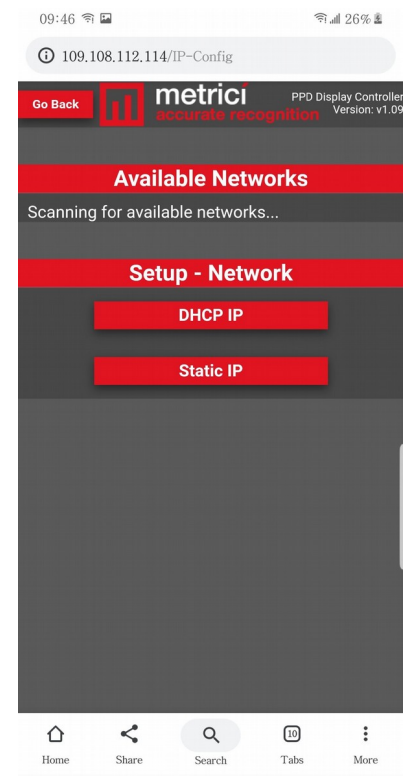 09:46 26%
109.108.112.114/IP-Config
Go Back
metrici
accurate recognition
PPD Display Controller
Version: v1.09
Available Networks
Scanning for available networks...
Setup - Network
DHCP IP
Static IP
10
Home Share Search Tabs More